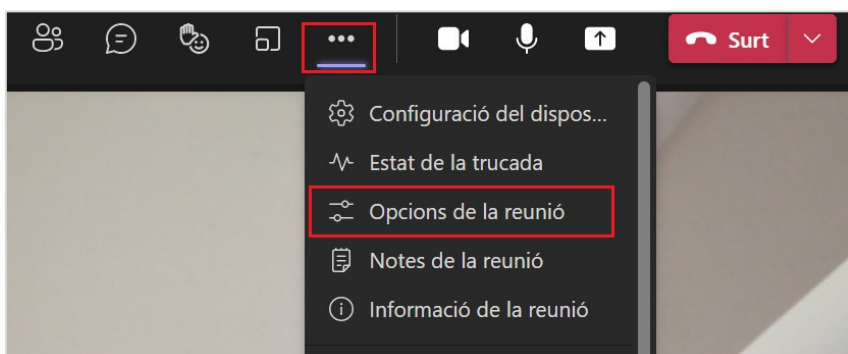 Surt
Configuració del dispos...
Estat de la trucada
Opcions de la reunió
Notes de la reunió
Informació de la reunió